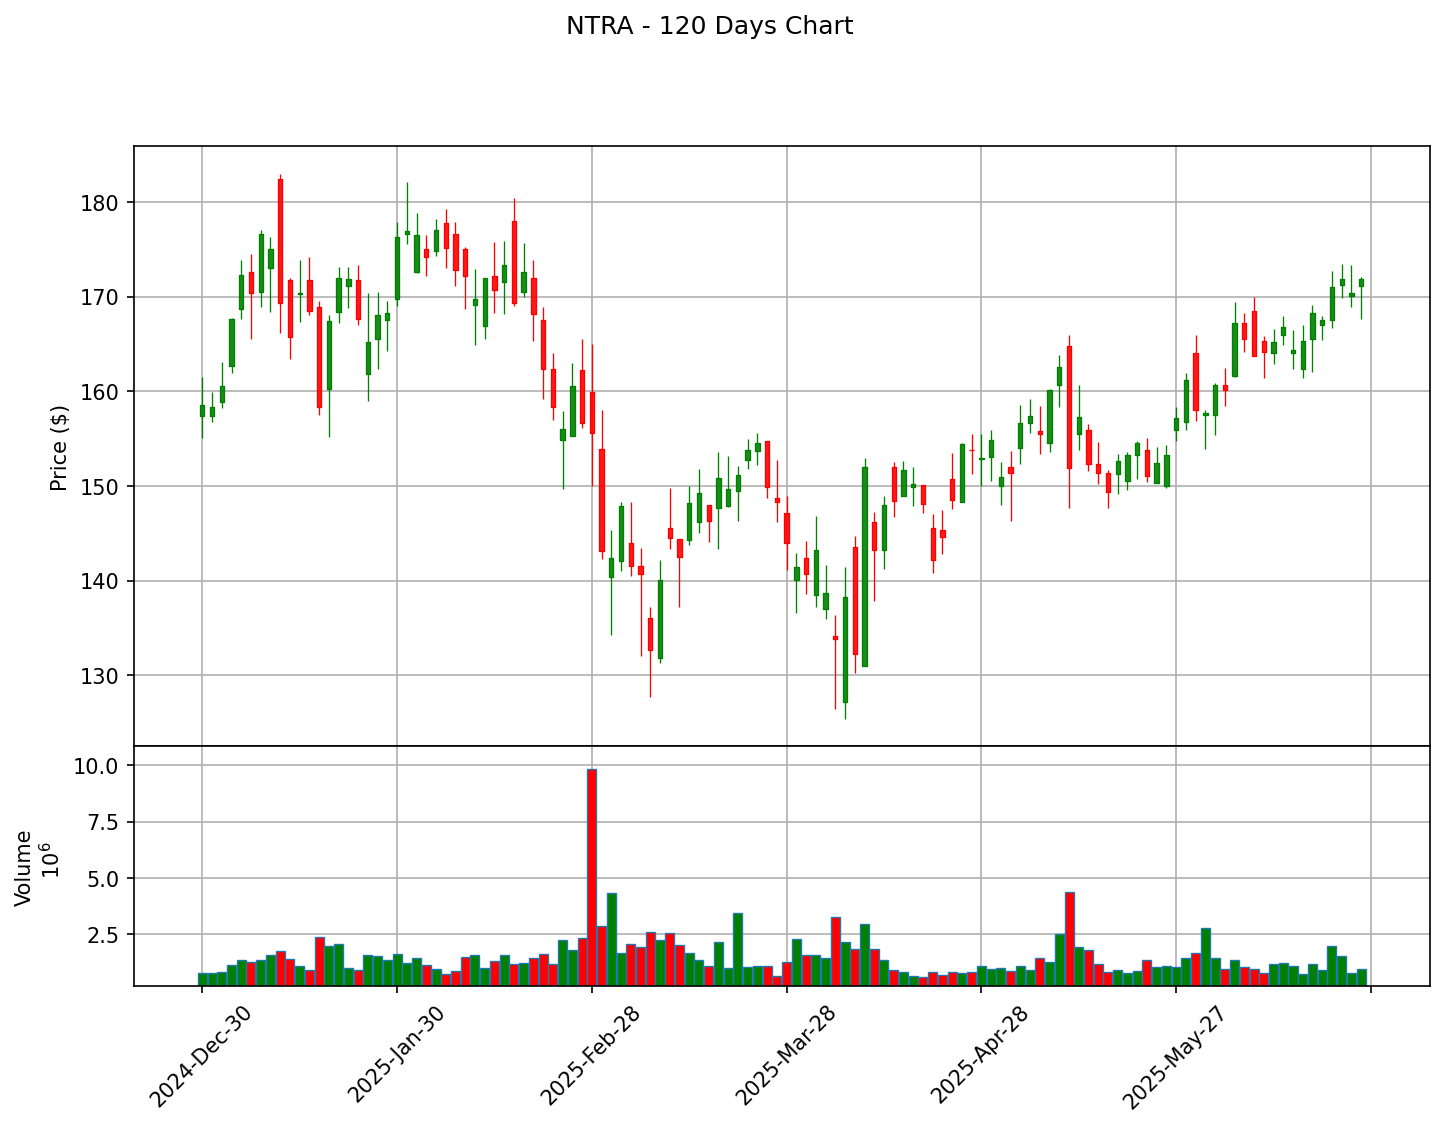 NTRA - 120 Days Chart
Price ($)
180
170
160
150
140
130
Volume
10^6
10.0
7.5
5.0
2.5
2024-Dec-30
2025-Jan-30
2025-Feb-28
2025-Mar-28
2025-Apr-28
2025-May-27